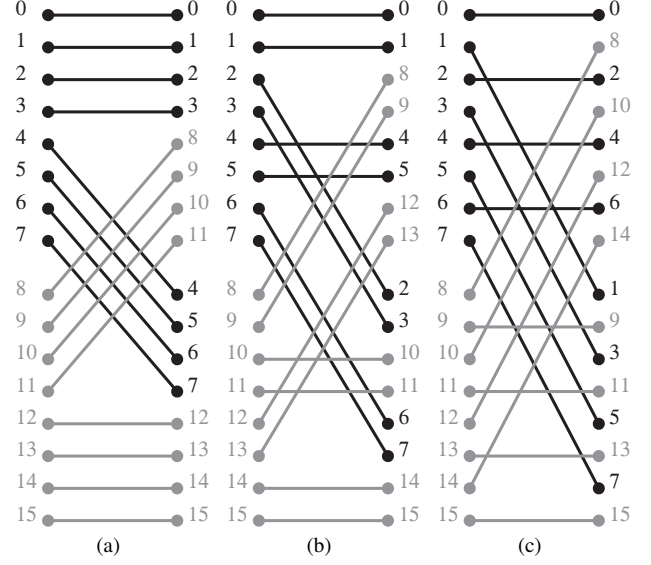 0 0 0 0 0 0
1 1 1 1 1 8
2 2 2 8 2 2
3 3 3 9 3 10
4 8 4 4 4 4
5 9 5 5 5 12
6 10 6 12 6 6
7 11 7 13 7 14
8 4 8 2 8 1
9 5 9 3 9 9
10 6 10 10 10 3
11 7 11 11 11 11
12 12 12 6 12 5
13 13 13 7 13 13
14 14 14 14 14 7
15 15 15 15 15 15
(a) (b) (c)